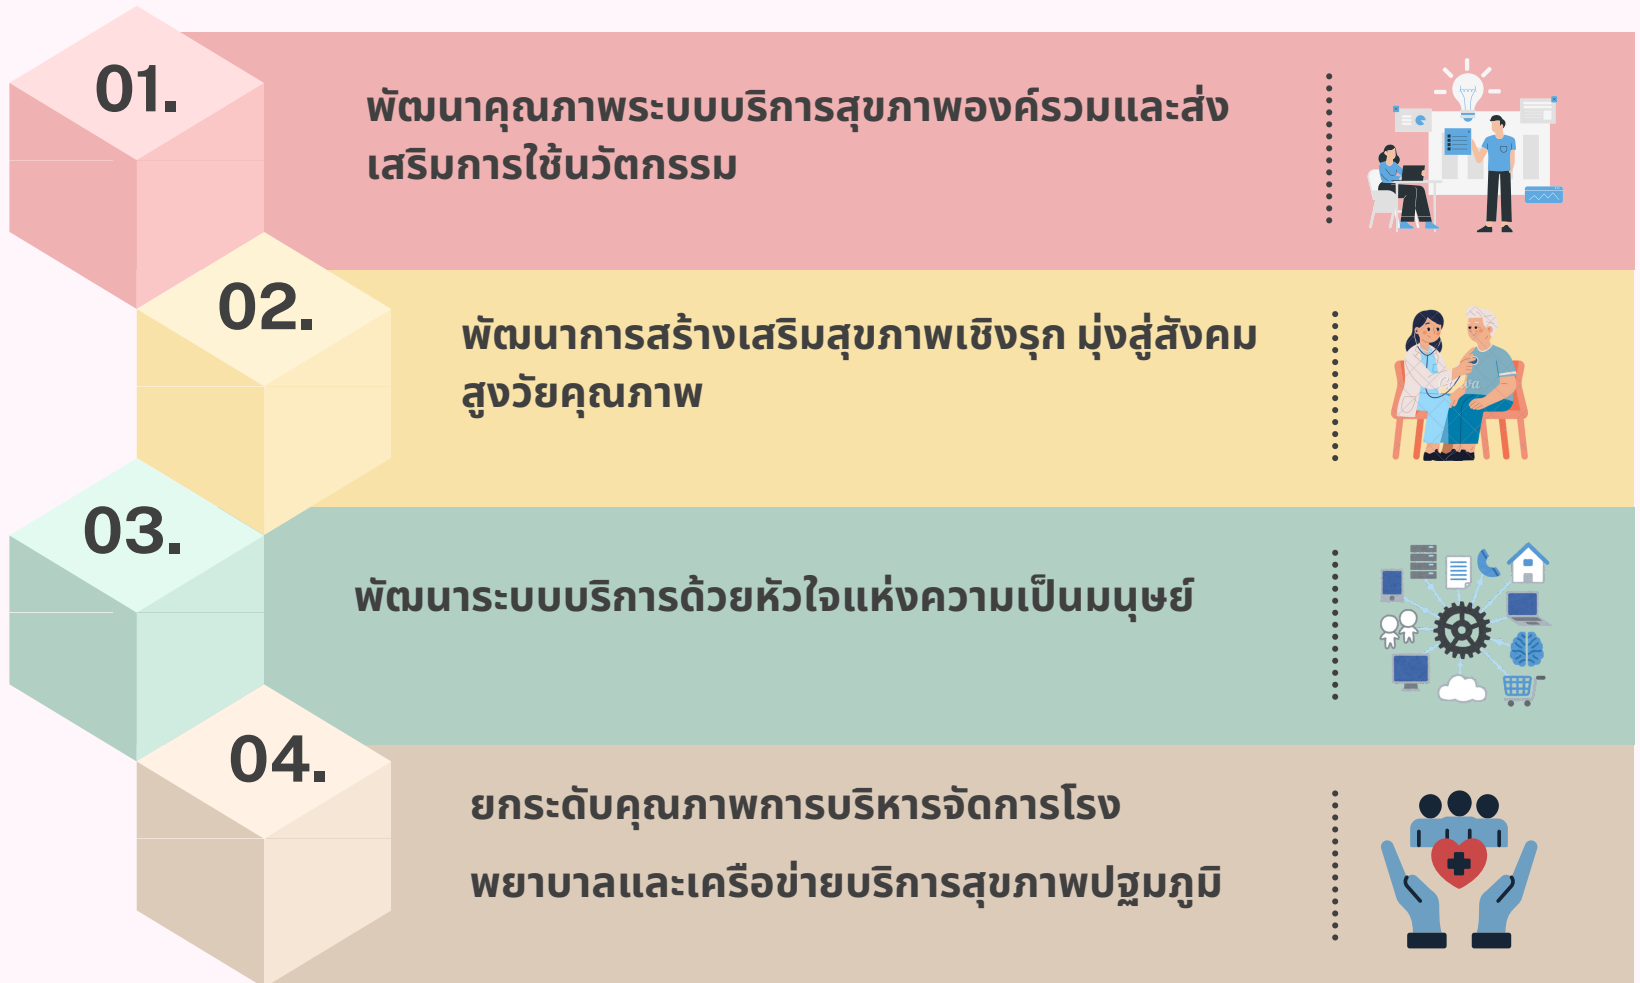 01.
พัฒนาคุณภาพระบบบริการสุขภาพองค์รวมและส่ง
เสริมการใช้นวัตกรรม
02.
พัฒนาการสร้างเสริมสุขภาพเชิงรุก มุ่งสู่สังคม
สูงวัยคุณภาพ
Canva
03.
พัฒนาระบบบริการด้วยหัวใจแห่งความเป็นมนุษย์
04.
ยกระดับคุณภาพการบริหารจัดการโรง
พยาบาลและเครือข่ายบริการสุขภาพปฐมภูมิ